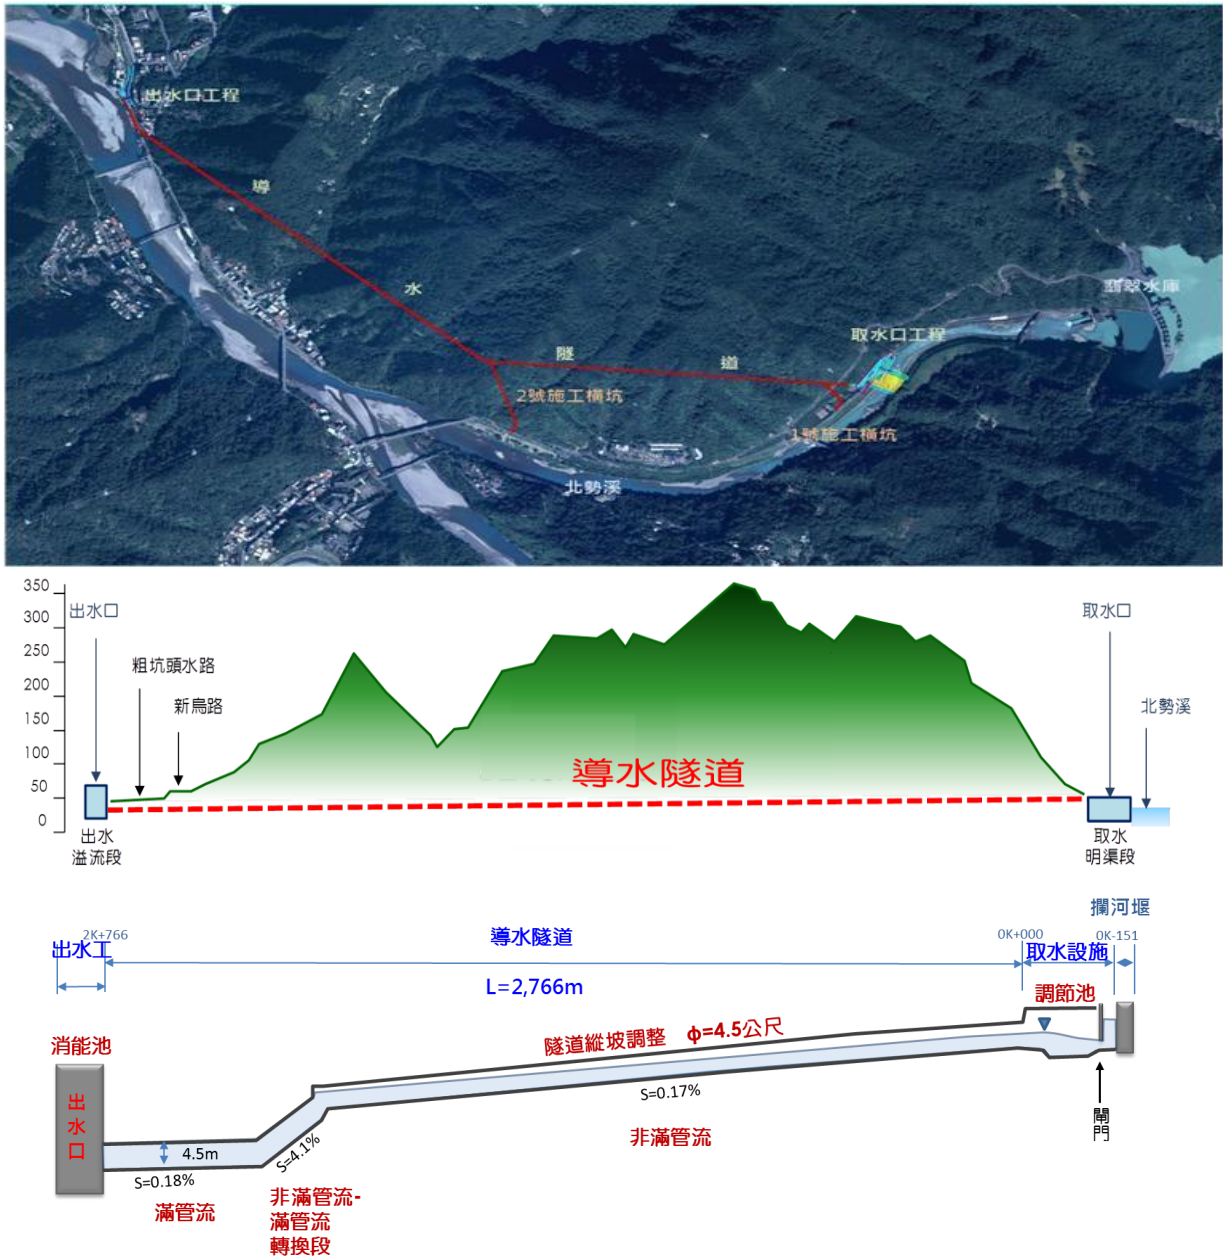 出水口工程
導
水
隧
道
翡翠水庫
取水口工程
2號施工橫坑
1號施工橫坑
北勢溪
350
300
250
200
150
100
50
0
出水口
粗坑頭水路
新烏路
取水口
北勢溪
導水隧道
出水
溢流段
取水
明渠段
攔河堰
2K+766
出水工
導水隧道
0K+000
取水設施
0K-151
L=2,766m
調節池
消能池
隧道縱坡調整 ϕ=4.5公尺
出水口
4.5m
S=0.18%
滿管流
S=4.1%
非滿管流-
滿管流
轉換段
S=0.17%
非滿管流
閘門